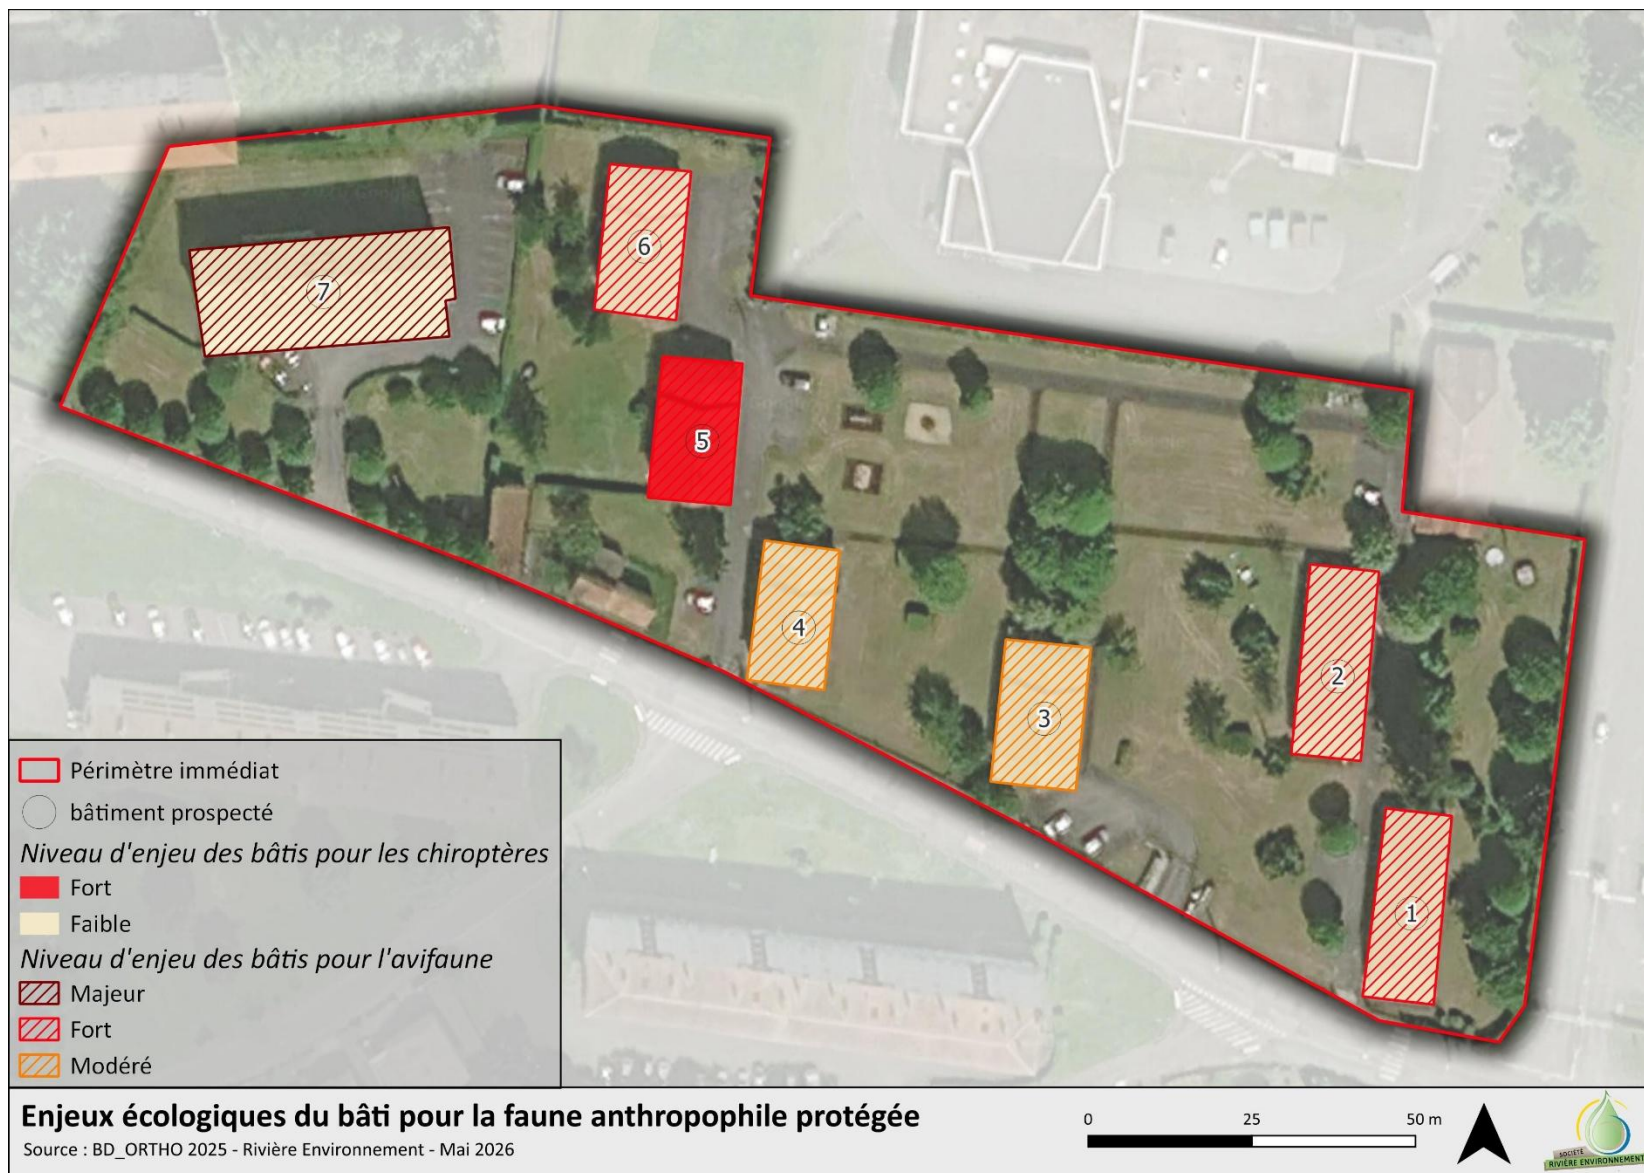 7
6
5
4
3
2
1
Périmètre immédiat
bâtiment prospecté
Niveau d'enjeu des bâtis pour les chiroptères
Fort
Faible
Niveau d'enjeu des bâtis pour l'avifaune
Majeur
Fort
Modéré
Enjeux écologiques du bâti pour la faune anthropophile protégée
Source : BD_ORTHO 2025 - Rivière Environnement - Mai 2026
0 25 50 m
SOCIÉTÉ
RIVIÈRE ENVIRONNEMENT